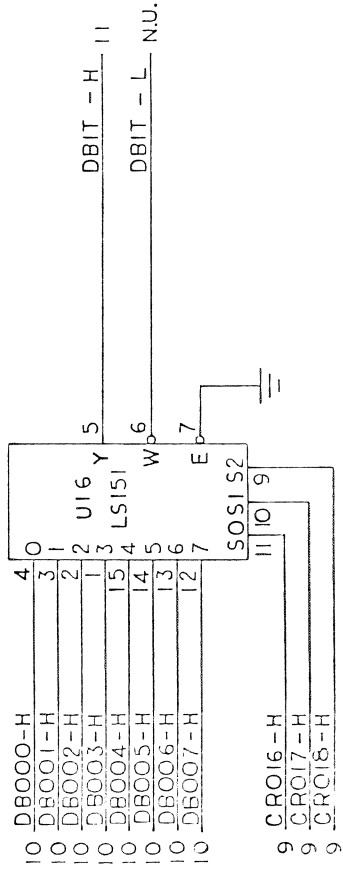 10 DB000-H 4 0
10 DB001-H 3 1
10 DB002-H 2 2
10 DB003-H 1 3
10 DB004-H 15 4
10 DB005-H 14 5
10 DB006-H 13 6
10 DB007-H 12 7
U16
LS151
Y 5 DBIT - H 11
W 6 DBIT - L N.U.
E 7
S0 S1 S2
11 10 9
9 CR016-H
9 CR017-H
9 CR018-H